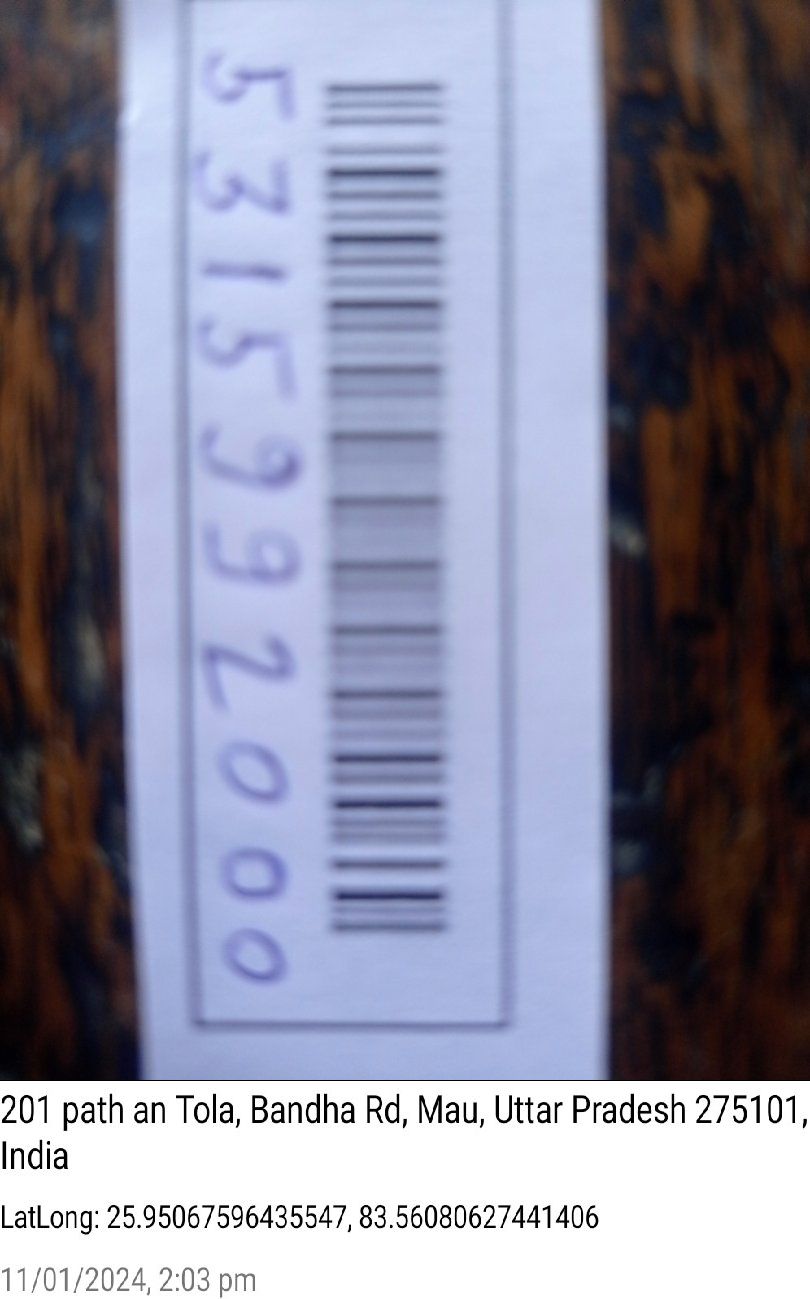 5315992000
201 path an Tola, Bandha Rd, Mau, Uttar Pradesh 275101,
India
LatLong: 25.95067596435547, 83.56080627441406
11/01/2024, 2:03 pm